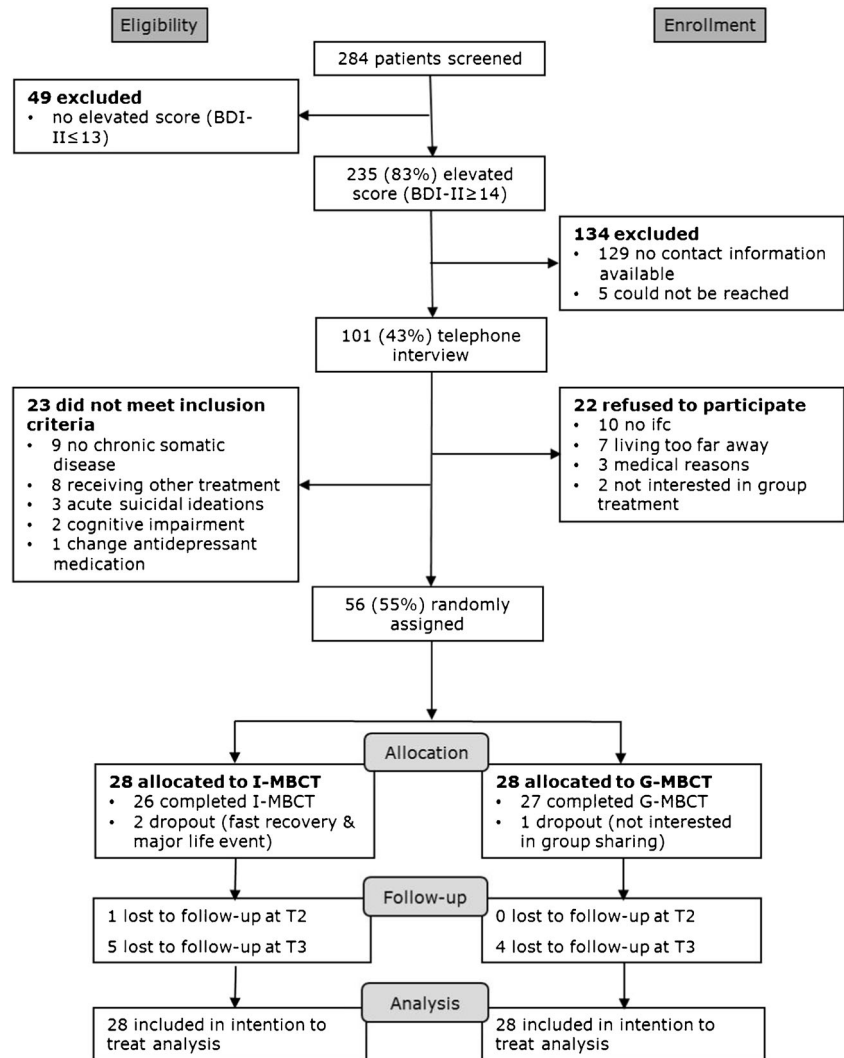 Eligibility
Enrollment
284 patients screened
49 excluded
• no elevated score (BDI-
II≤13)
235 (83%) elevated
score (BDI-II≥14)
134 excluded
• 129 no contact information
available
• 5 could not be reached
101 (43%) telephone
interview
23 did not meet inclusion
criteria
• 9 no chronic somatic
disease
• 8 receiving other treatment
• 3 acute suicidal ideations
• 2 cognitive impairment
• 1 change antidepressant
medication
22 refused to participate
• 10 no ifc
• 7 living too far away
• 3 medical reasons
• 2 not interested in group
treatment
56 (55%) randomly
assigned
Allocation
28 allocated to I-MBCT
• 26 completed I-MBCT
• 2 dropout (fast recovery &
major life event)
28 allocated to G-MBCT
• 27 completed G-MBCT
• 1 dropout (not interested
in group sharing)
Follow-up
1 lost to follow-up at T2
5 lost to follow-up at T3
0 lost to follow-up at T2
4 lost to follow-up at T3
Analysis
28 included in intention to
treat analysis
28 included in intention to
treat analysis